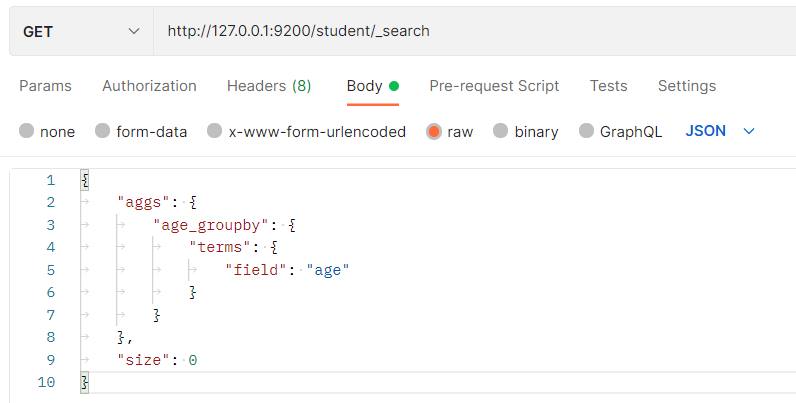 GET http://127.0.0.1:9200/student/_search
Params Authorization Headers (8) Body Pre-request Script Tests Settings
none form-data x-www-form-urlencoded raw binary GraphQL JSON
1 {
2 "aggs": {
3 "age_groupby": {
4 "terms": {
5 "field": "age"
6 }
7 }
8 },
9 "size": 0
10 }